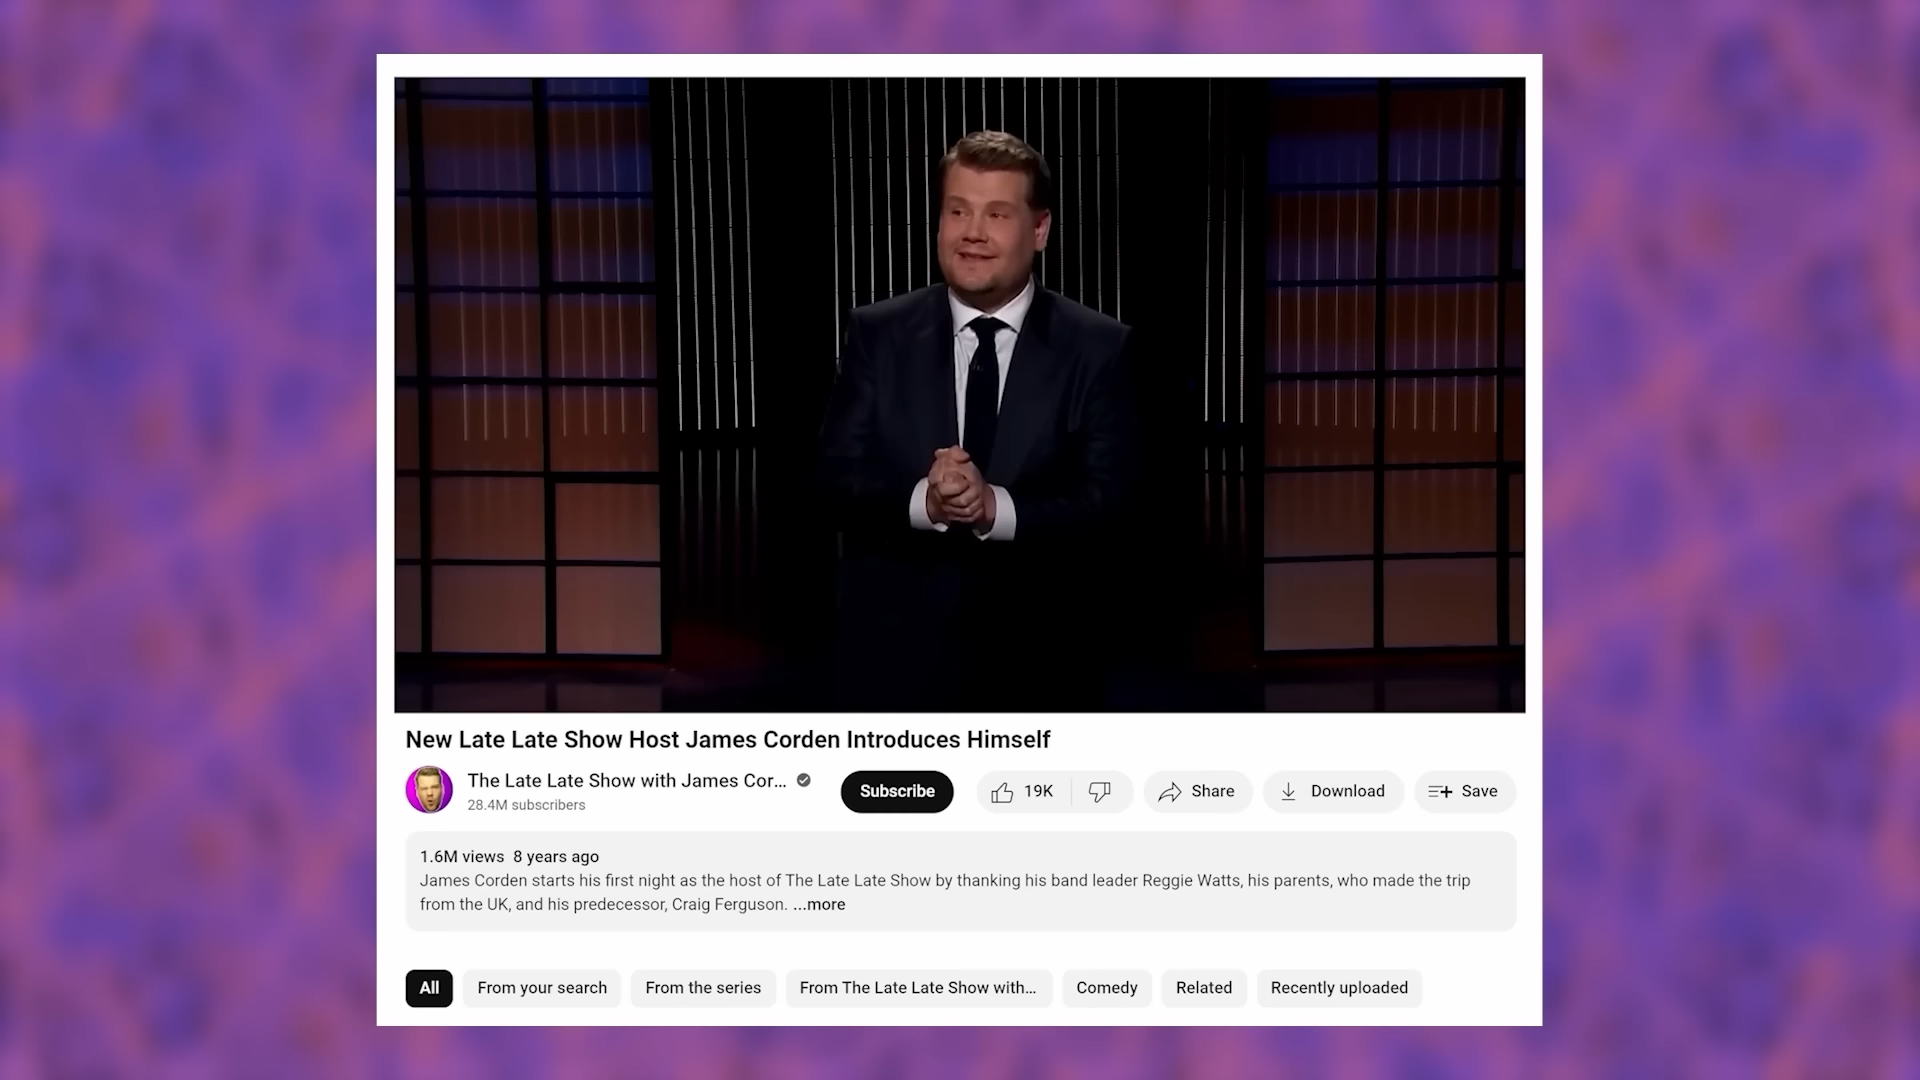 New Late Late Show Host James Corden Introduces Himself
The Late Late Show with James Cor...
28.4M subscribers
Subscribe
19K
Share
Download
Save
1.6M views 8 years ago
James Corden starts his first night as the host of The Late Late Show by thanking his band leader Reggie Watts, his parents, who made the trip
from the UK, and his predecessor, Craig Ferguson. ...more
All
From your search
From the series
From The Late Late Show with...
Comedy
Related
Recently uploaded